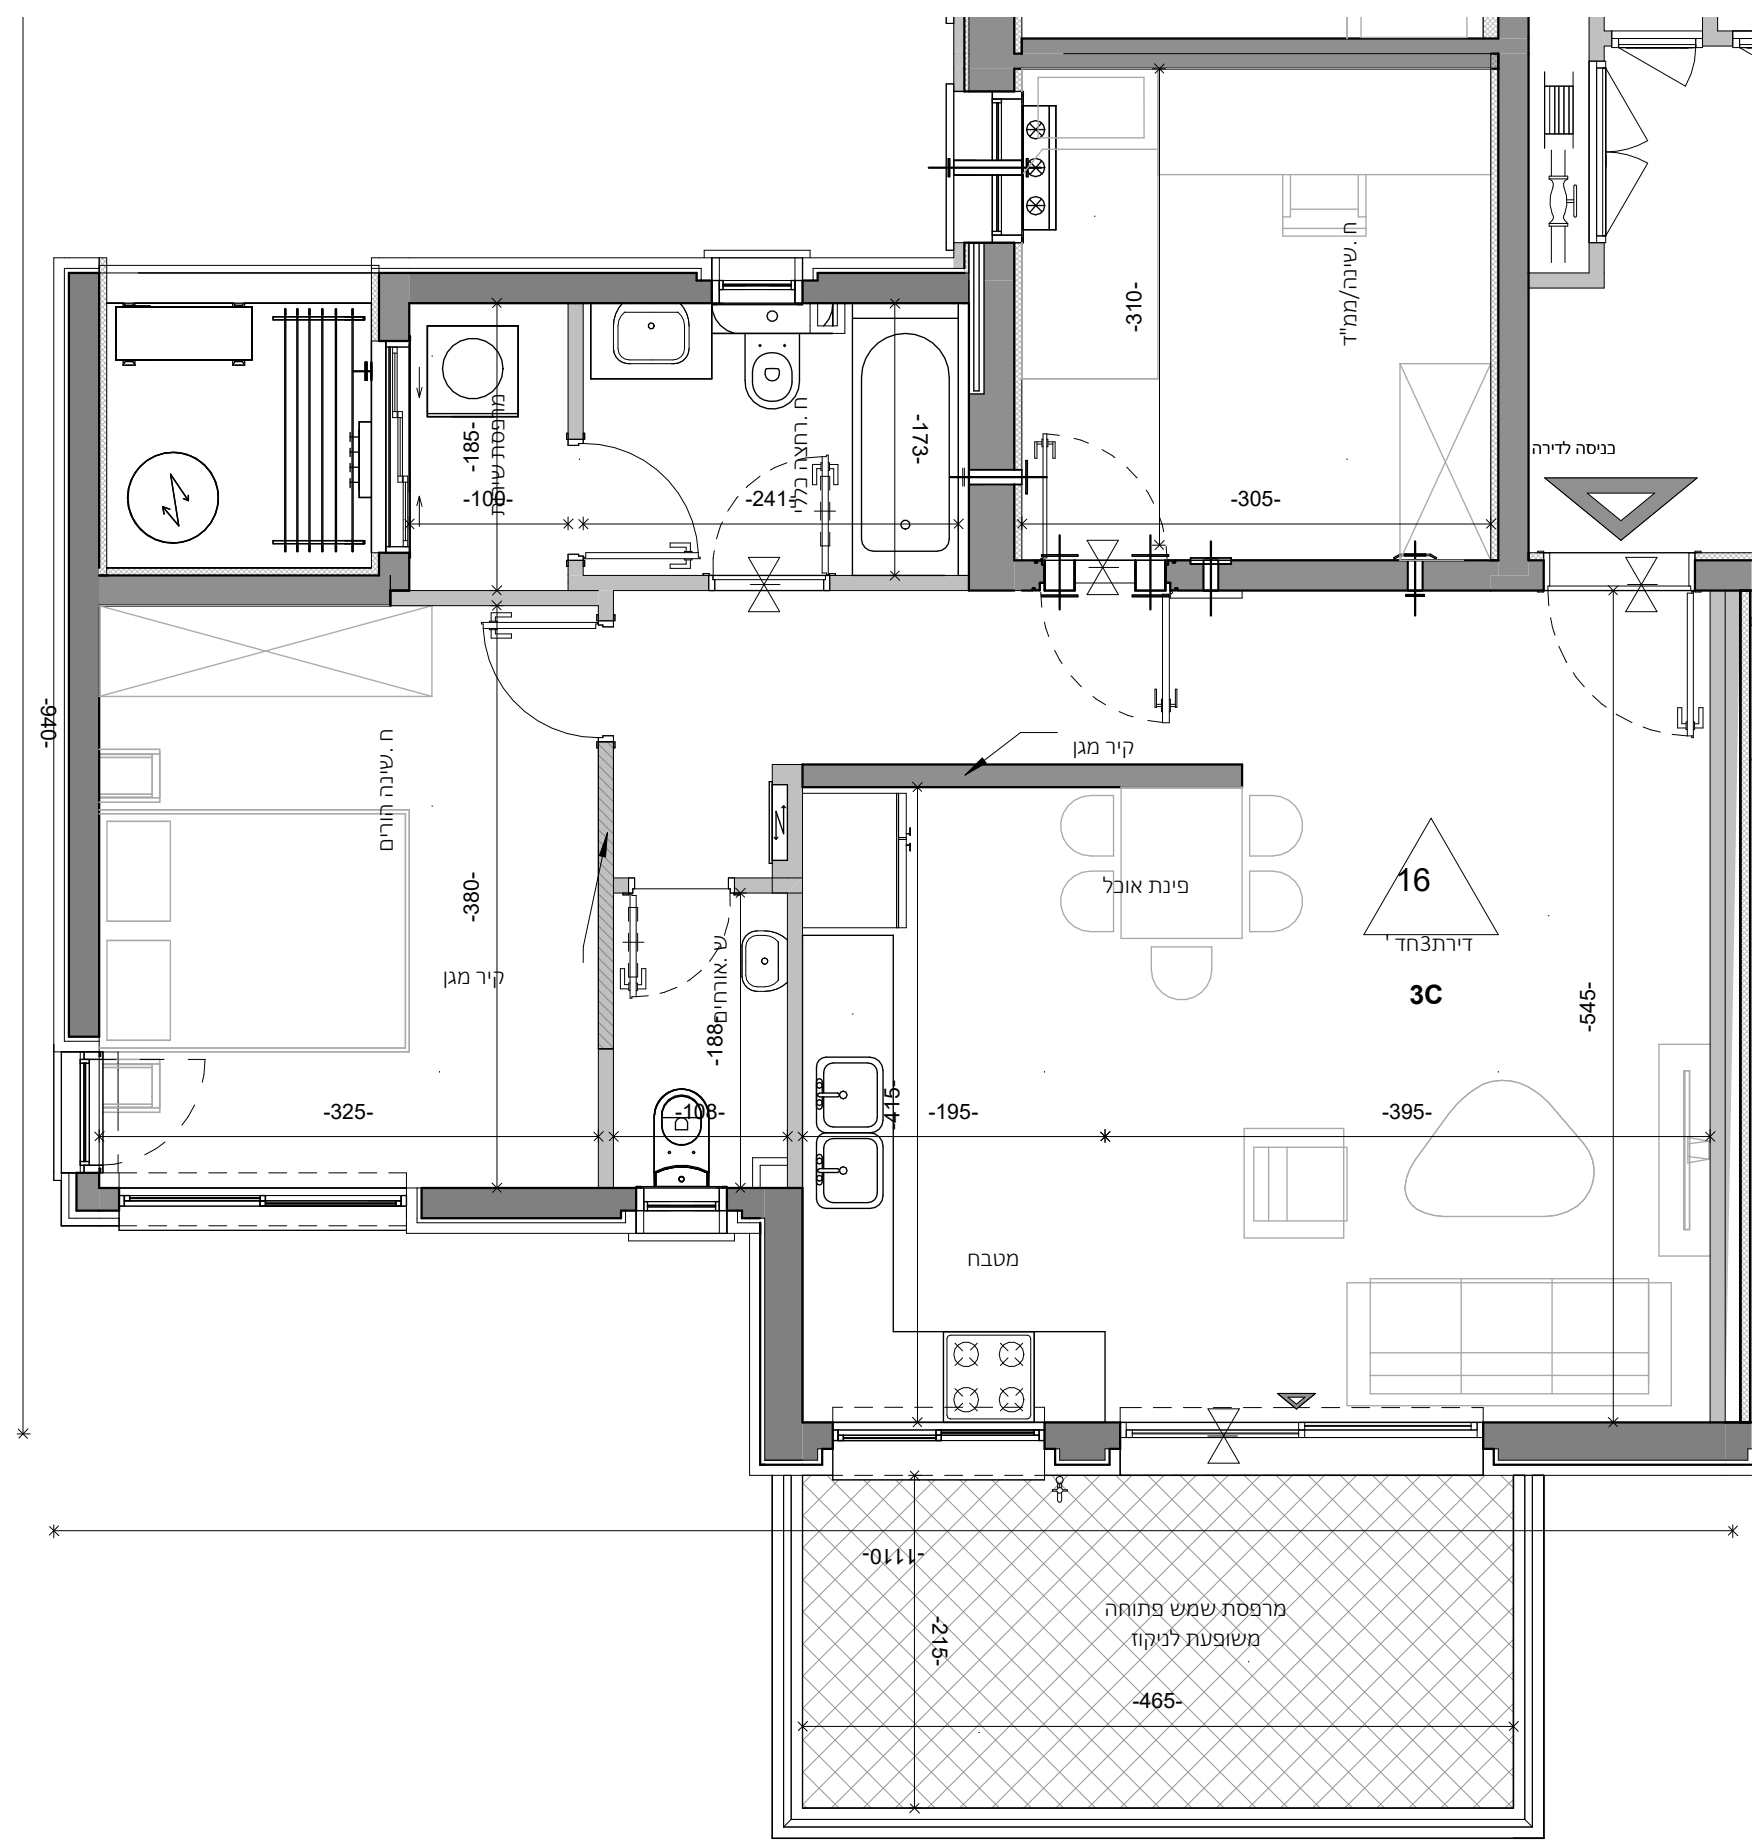 -310-
ח .שינה/ממ"ד
-305-
כניסה לדירה
-185-
מרפסת שירות
-100-
-241-
ח .רחצה כללי
-173-
-940-
ח .שינה הורים
-380-
קיר מגן
-325-
קיר מגן
ש .אורחים
-188-
-108-
פינת אוכל
16
דירת3חד '
3C
-545-
-415-
-195-
-395-
מטבח
-1110-
מרפסת שמש פתוחה
משופעת לניקוז
-215-
-465-